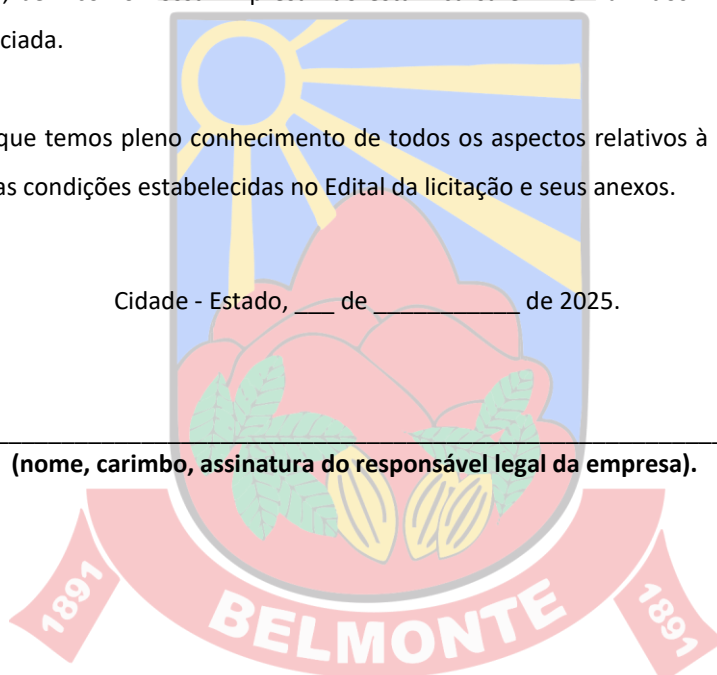 ciada.
que temos pleno conhecimento de todos os aspectos relativos à
as condições estabelecidas no Edital da licitação e seus anexos.
Cidade - Estado, ___ de ___________ de 2025.
(nome, carimbo, assinatura do responsável legal da empresa).
1891
BELMONTE
1891